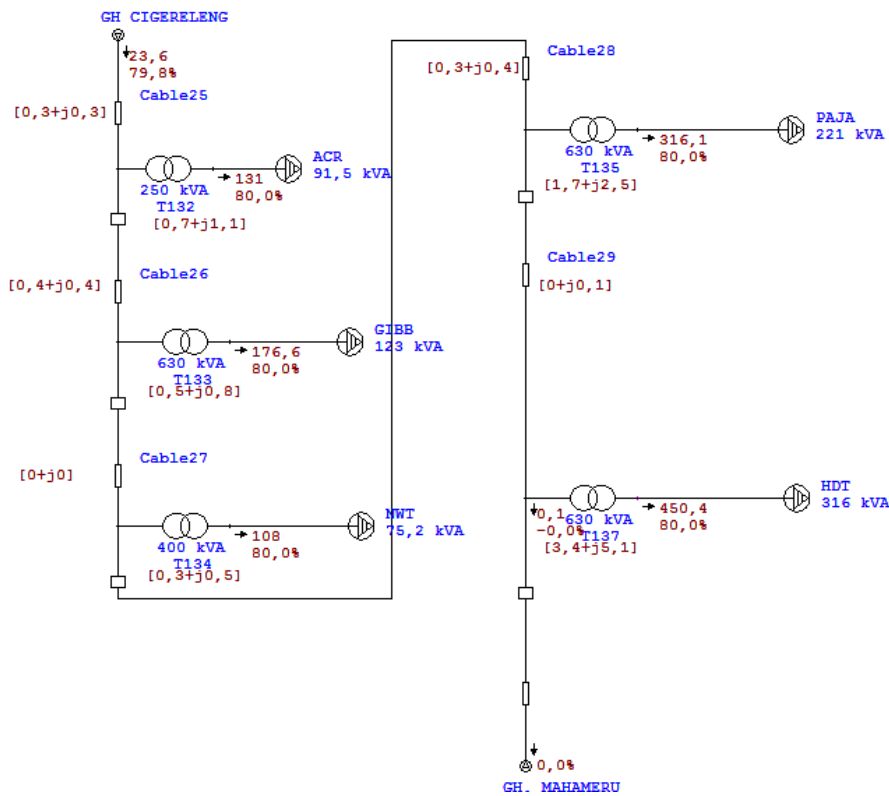 GH CIGERELENG
23,6
79,8%
Cable25
[0,3+j0,3]
ACR
91,5 kVA
131
80,0%
250 kVA
T132
[0,7+j1,1]
Cable26
[0,4+j0,4]
GIBB
123 kVA
176,6
80,0%
630 kVA
T133
[0,5+j0,8]
Cable27
[0+j0]
MWT
75,2 kVA
108
80,0%
400 kVA
T134
[0,3+j0,5]
Cable28
[0,3+j0,4]
PAJA
221 kVA
316,1
80,0%
630 kVA
T135
[1,7+j2,5]
Cable29
[0+j0,1]
HDT
316 kVA
450,4
80,0%
0,1
-0,0%
630 kVA
T137
[3,4+j5,1]
0,0%
GH. MAHAMERU